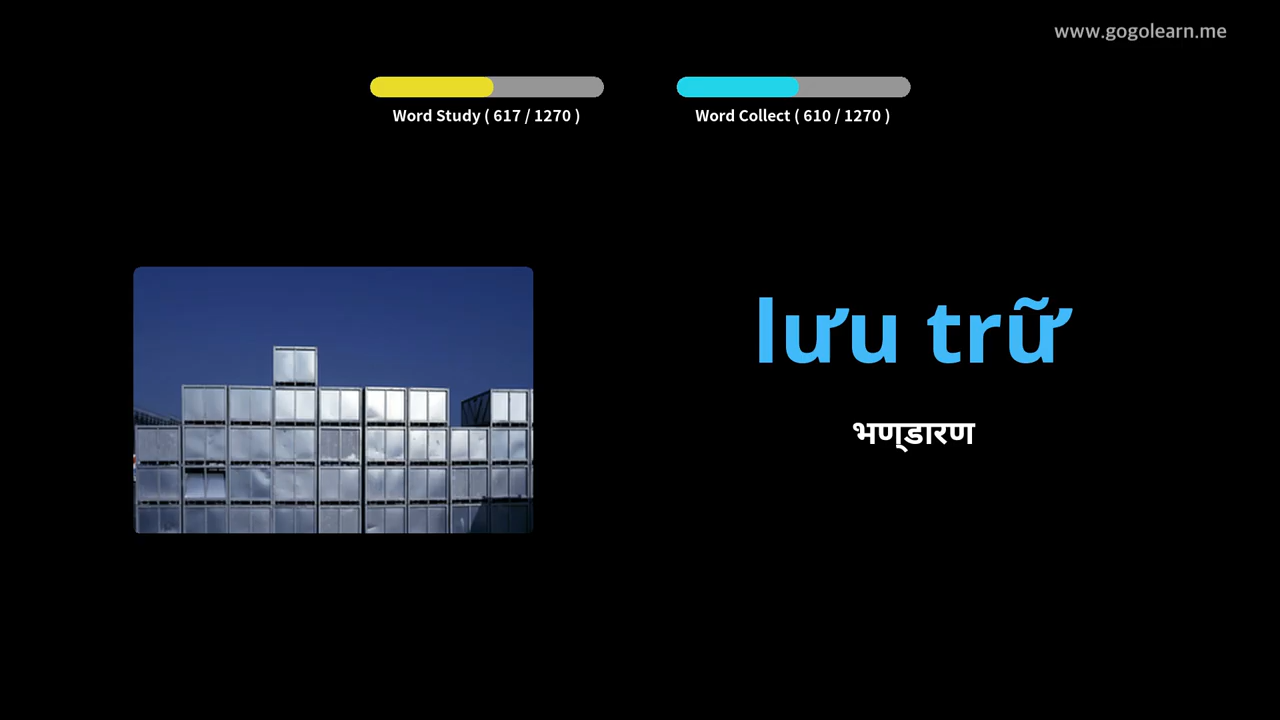 www.gogolearn.me
Word Study ( 617 / 1270 )
Word Collect ( 610 / 1270 )
lưu trữ
भण्डारण